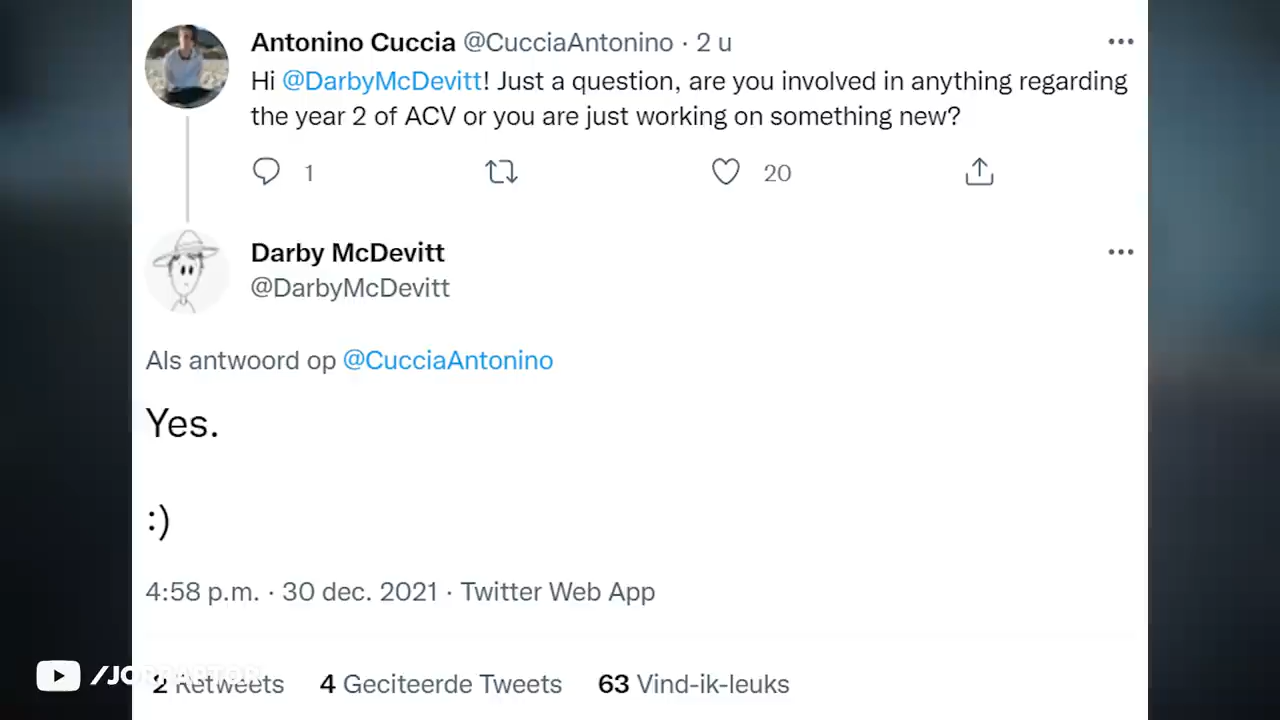 Antonino Cuccia @CucciaAntonino · 2 u
Hi @DarbyMcDevitt! Just a question, are you involved in anything regarding
the year 2 of ACV or you are just working on something new?
1 20
Darby McDevitt
@DarbyMcDevitt
Als antwoord op @CucciaAntonino
Yes.
:)
4:58 p.m. · 30 dec. 2021 · Twitter Web App
2 Retweets 4 Geciteerde Tweets 63 Vind-ik-leuks